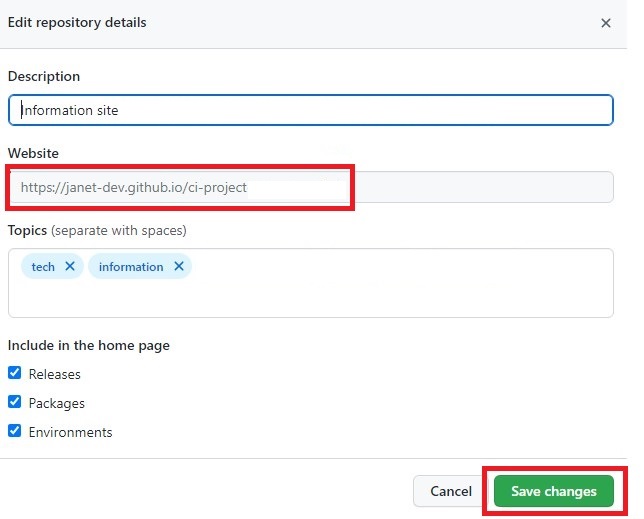 Edit repository details
Description
Information site
Website
https://janet-dev.github.io/ci-project
Topics (separate with spaces)
tech information
Include in the home page
Releases
Packages
Environments
Cancel Save changes